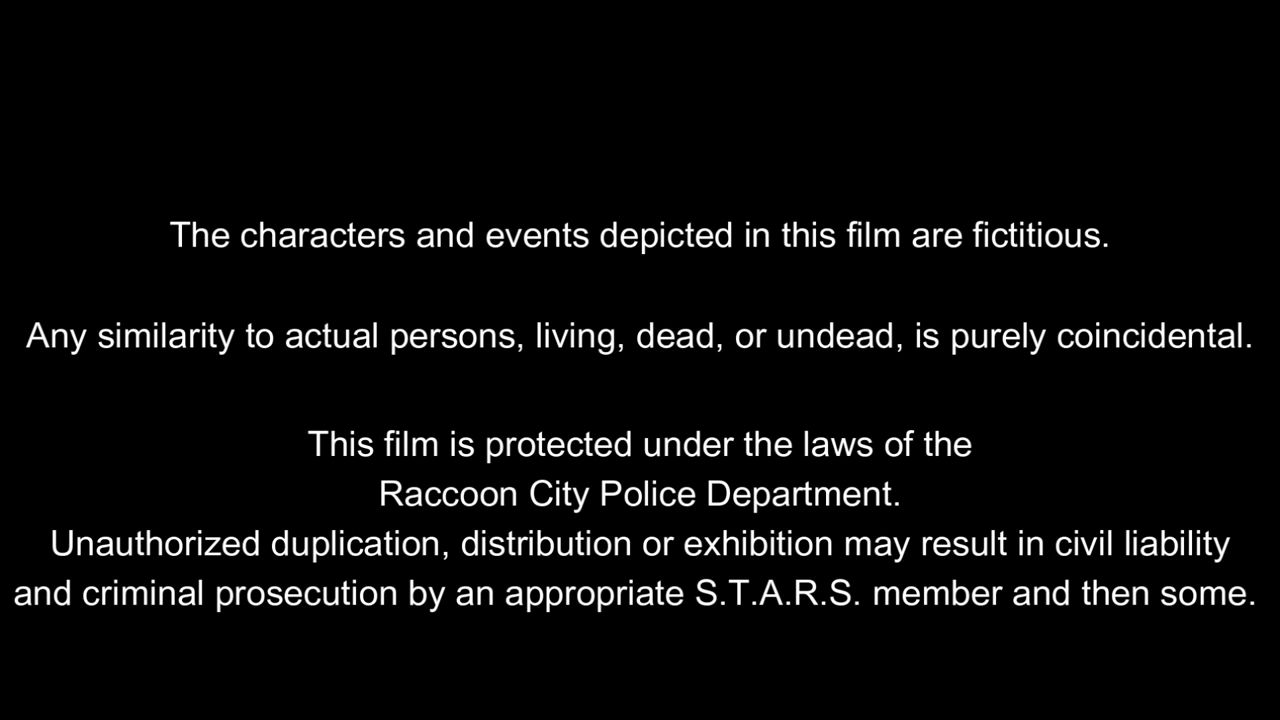 The characters and events depicted in this film are fictitious.
Any similarity to actual persons, living, dead, or undead, is purely coincidental.
This film is protected under the laws of the
Raccoon City Police Department.
Unauthorized duplication, distribution or exhibition may result in civil liability
and criminal prosecution by an appropriate S.T.A.R.S. member and then some.